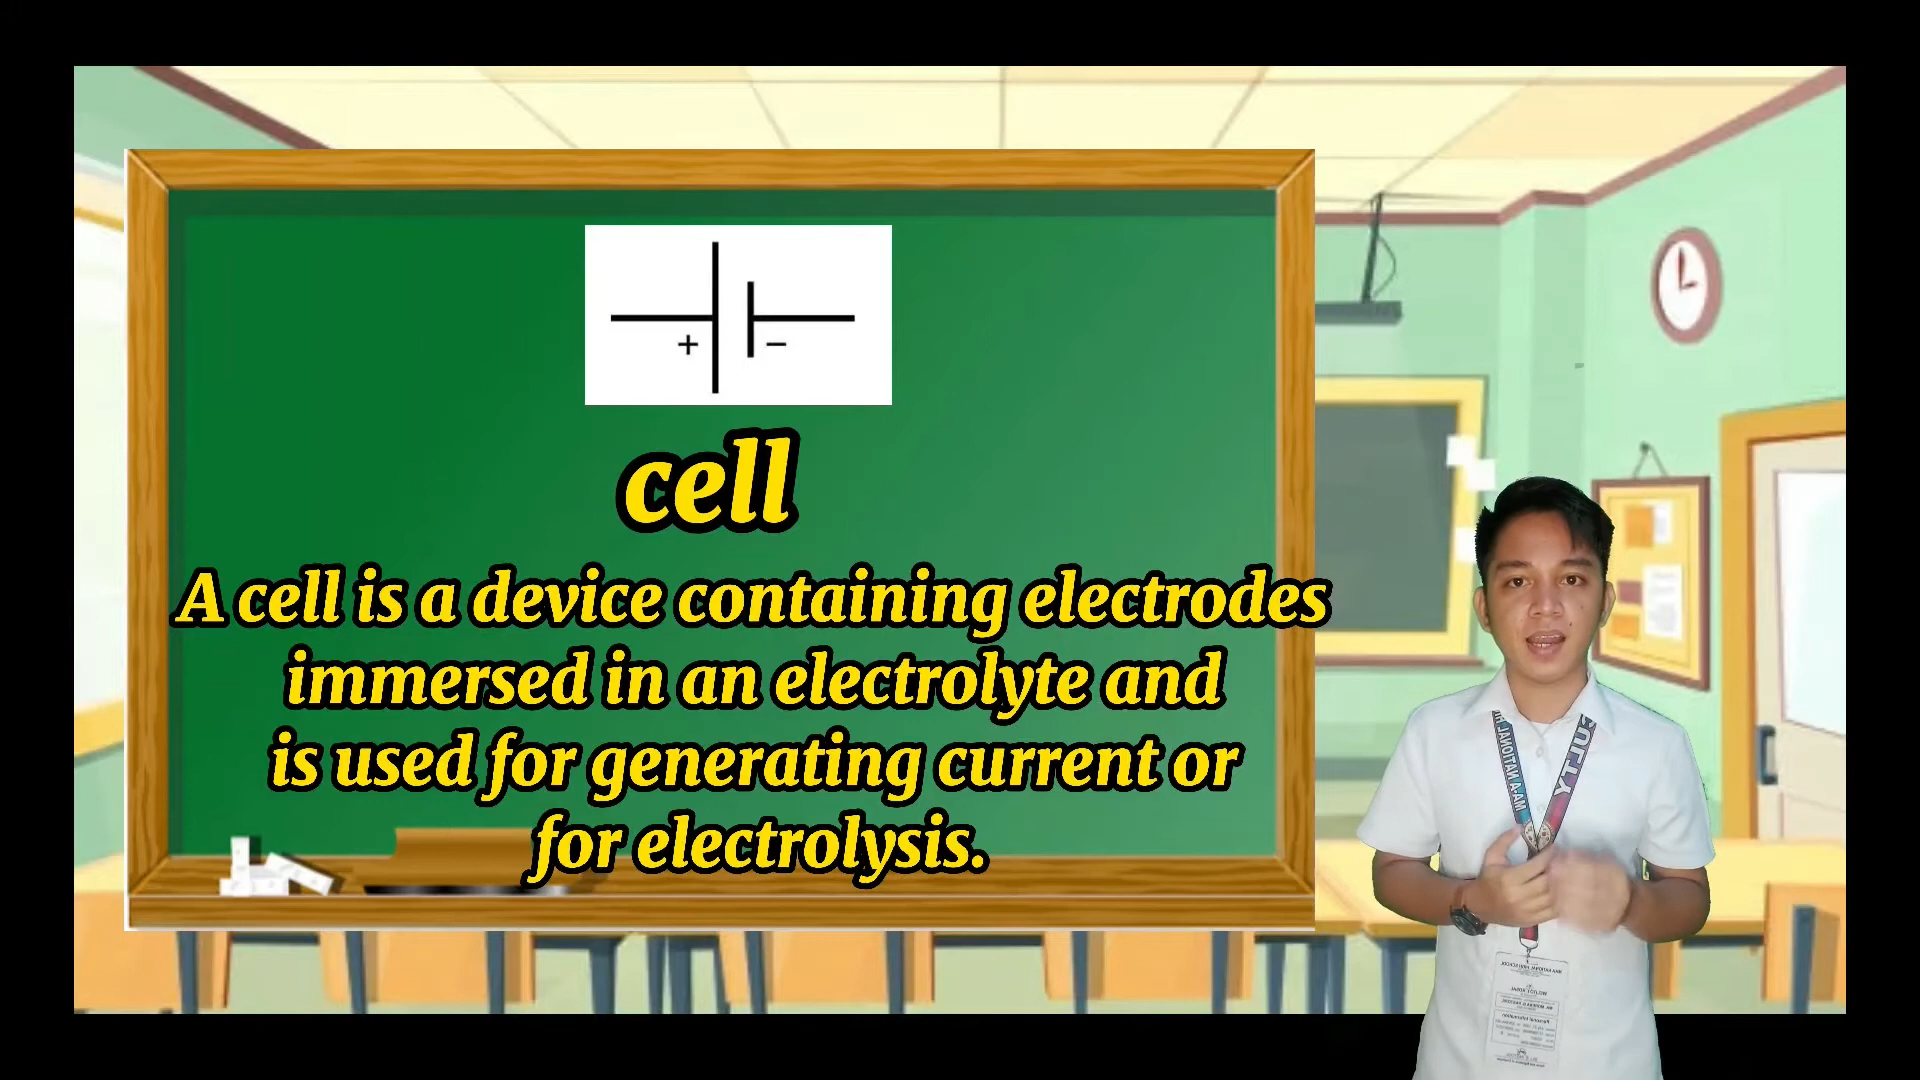 + −
cell
A cell is a device containing electrodes
immersed in an electrolyte and
is used for generating current or
for electrolysis.